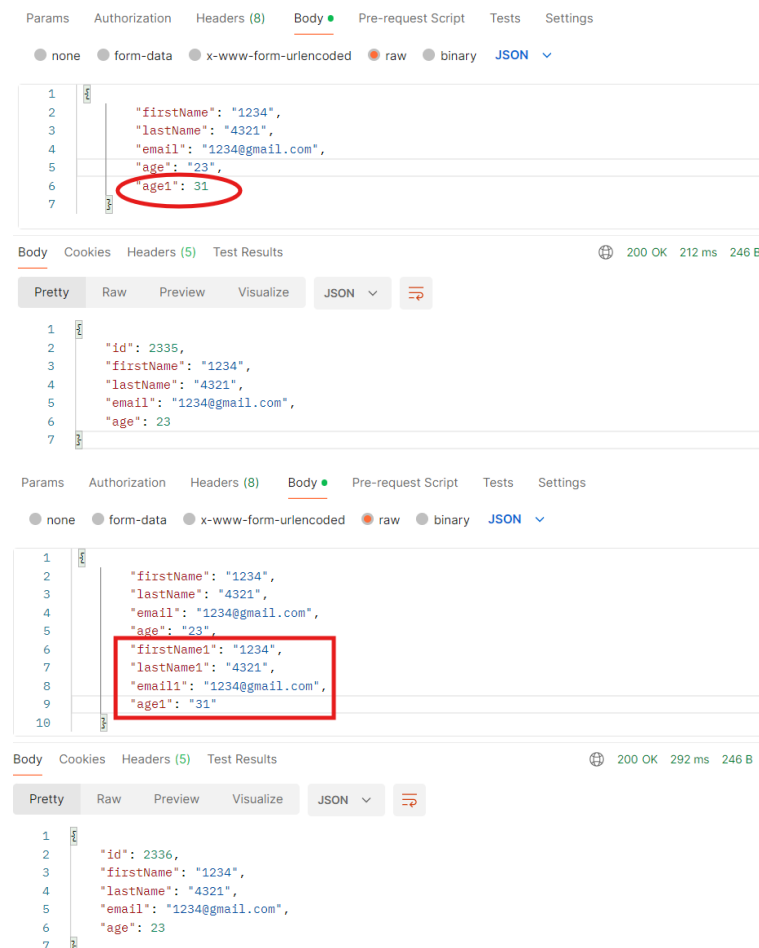 Params Authorization Headers (8) Body Pre-request Script Tests Settings
none form-data x-www-form-urlencoded raw binary JSON
1 {
2 "firstName": "1234",
3 "lastName": "4321",
4 "email": "1234@gmail.com",
5 "age": "23",
6 "age1": 31
7 }
Body Cookies Headers (5) Test Results 200 OK 212 ms 246 B
Pretty Raw Preview Visualize JSON
1 {
2 "id": 2335,
3 "firstName": "1234",
4 "lastName": "4321",
5 "email": "1234@gmail.com",
6 "age": 23
7 }
Params Authorization Headers (8) Body Pre-request Script Tests Settings
none form-data x-www-form-urlencoded raw binary JSON
1 {
2 "firstName": "1234",
3 "lastName": "4321",
4 "email": "1234@gmail.com",
5 "age": "23",
6 "firstName1": "1234",
7 "lastName1": "4321",
8 "email1": "1234@gmail.com",
9 "age1": "31"
10 }
Body Cookies Headers (5) Test Results 200 OK 292 ms 246 B
Pretty Raw Preview Visualize JSON
1 {
2 "id": 2336,
3 "firstName": "1234",
4 "lastName": "4321",
5 "email": "1234@gmail.com",
6 "age": 23
7 }